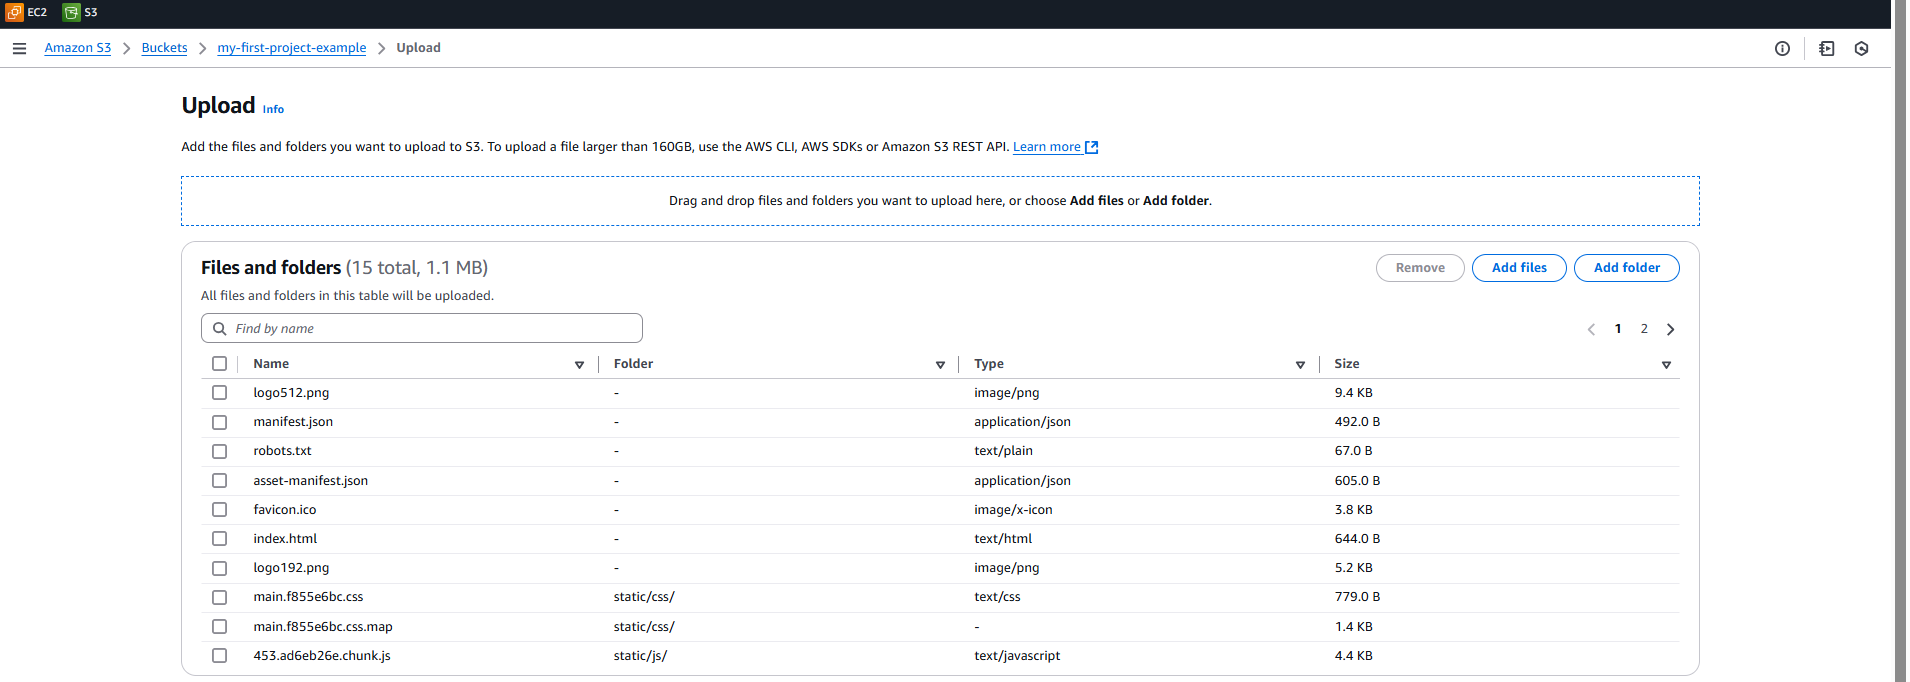 EC2 S3
Amazon S3 Buckets my-first-project-example Upload
Upload Info
Add the files and folders you want to upload to S3. To upload a file larger than 160GB, use the AWS CLI, AWS SDKs or Amazon S3 REST API. Learn more
Drag and drop files and folders you want to upload here, or choose Add files or Add folder.
Files and folders (15 total, 1.1 MB) Remove Add files Add folder
All files and folders in this table will be uploaded.
Find by name 1 2
Name Folder Type Size
logo512.png - image/png 9.4 KB
manifest.json - application/json 492.0 B
robots.txt - text/plain 67.0 B
asset-manifest.json - application/json 605.0 B
favicon.ico - image/x-icon 3.8 KB
index.html - text/html 644.0 B
logo192.png - image/png 5.2 KB
main.f855e6bc.css static/css/ text/css 779.0 B
main.f855e6bc.css.map static/css/ - 1.4 KB
453.ad6eb26e.chunk.js static/js/ text/javascript 4.4 KB